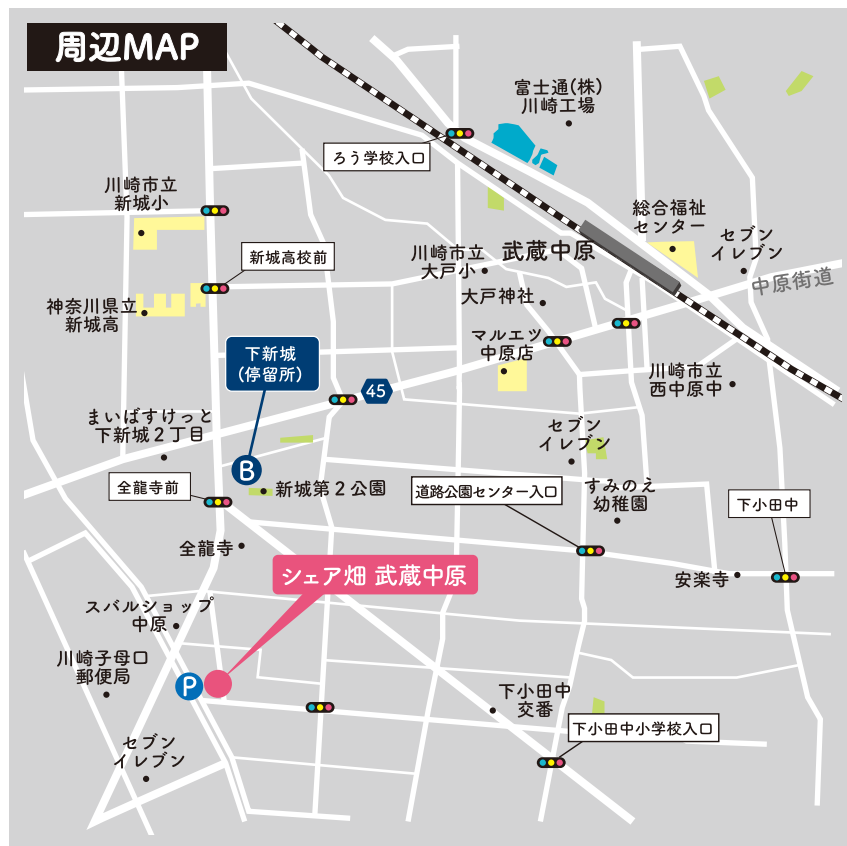 周辺MAP
富士通(株)
川崎工場
ろう学校入口
川崎市立
新城小
総合福祉
センター
セブン
イレブン
新城高校前
川崎市立
大戸小
武蔵中原
中原街道
大戸神社
神奈川県立
新城高
マルエツ
中原店
下新城
(停留所)
45
川崎市立
西中原中
まいばすけっと
下新城2丁目
セブン
イレブン
B
全龍寺前
新城第2公園
道路公園センター入口
すみのえ
幼稚園
下小田中
全龍寺
シェア畑 武蔵中原
安楽寺
スバルショップ
中原
川崎子母口
郵便局
P
下小田中
交番
下小田中小学校入口
セブン
イレブン